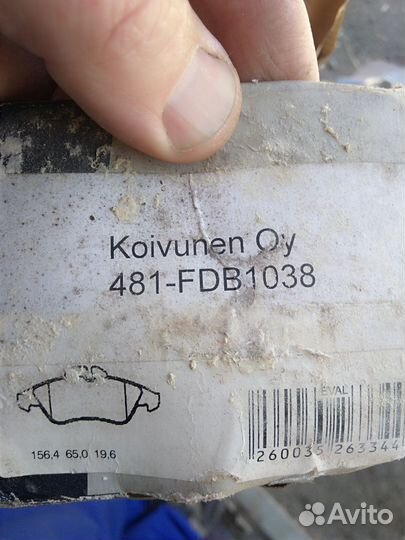 Koivunen Oy
481-FDB1038
EVAL
156,4 65.0 19,6
260035 263344
Avito